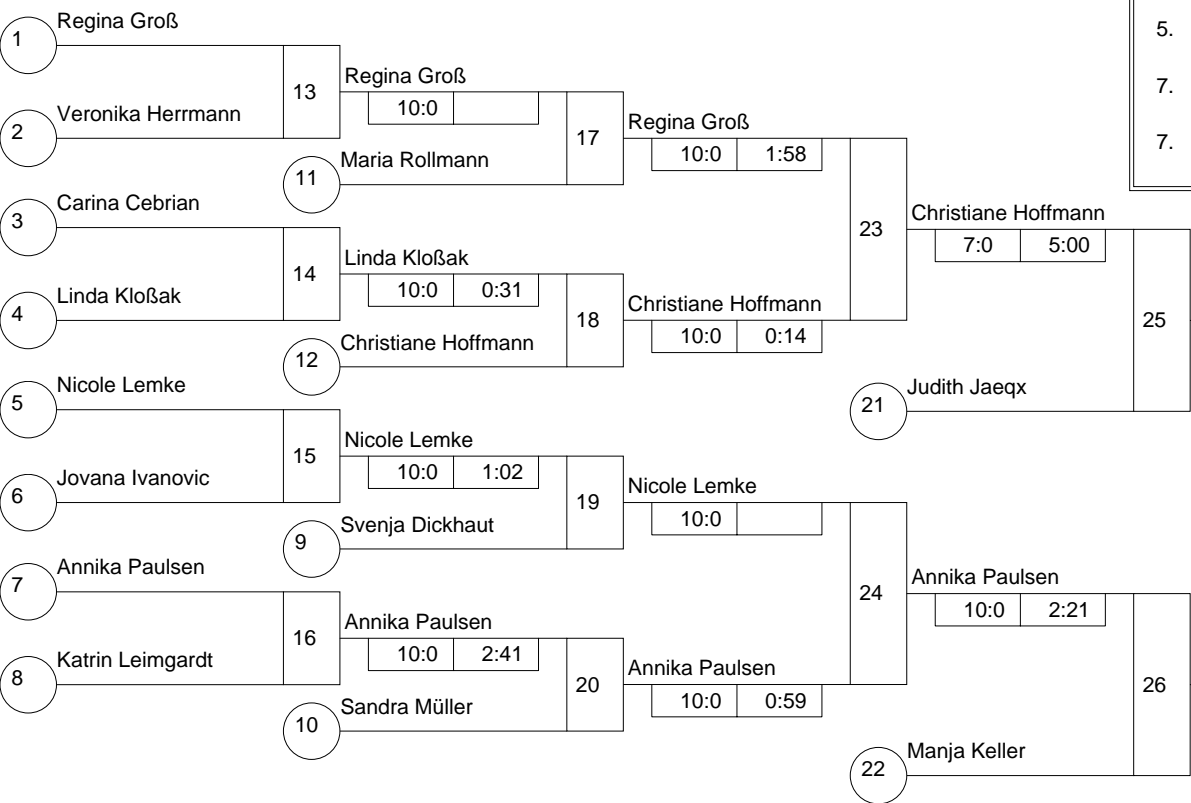 Regina Groß
1
5.
13
Regina Groß
10:0
7.
Veronika Herrmann
2
17
Regina Groß
10:0 1:58
7.
Maria Rollmann
11
Carina Cebrian
3
23
Christiane Hoffmann
7:0 5:00
14
Linda Kloßak
10:0 0:31
Linda Kloßak
4
18
Christiane Hoffmann
10:0 0:14
25
Christiane Hoffmann
12
Nicole Lemke
5
Judith Jaeqx
21
15
Nicole Lemke
10:0 1:02
Jovana Ivanovic
6
19
Nicole Lemke
10:0
Svenja Dickhaut
9
Annika Paulsen
7
24
Annika Paulsen
10:0 2:21
16
Annika Paulsen
10:0 2:41
Katrin Leimgardt
8
20
Annika Paulsen
10:0 0:59
26
Sandra Müller
10
Manja Keller
22